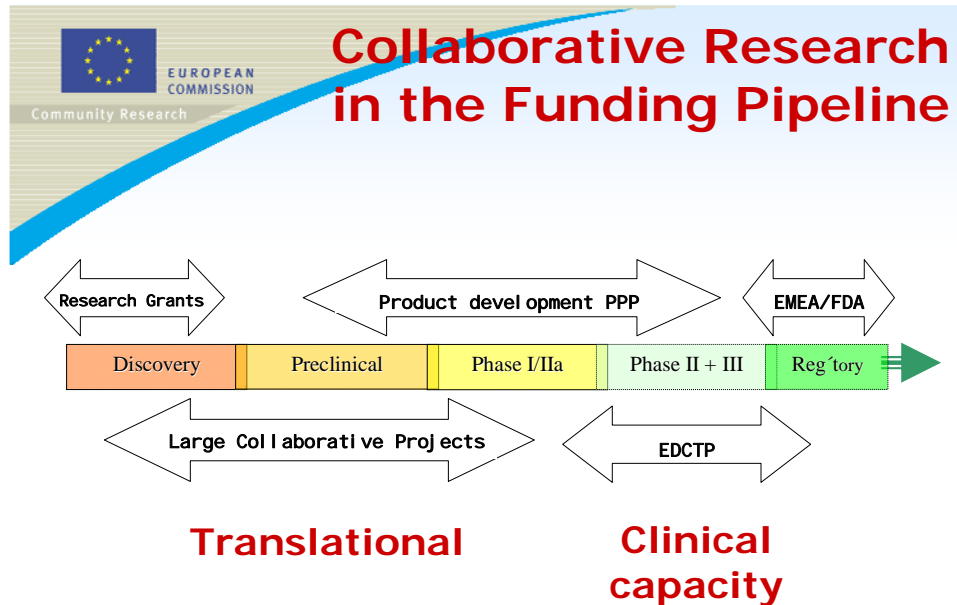 EUROPEAN
COMMISSION
Community Research
Collaborative Research
in the Funding Pipeline
Research Grants
Product development PPP
EMEA/FDA
Discovery
Preclinical
Phase I/IIa
Phase II + III
Reg´tory
Large Collaborative Projects
EDCTP
Translational
Clinical
capacity